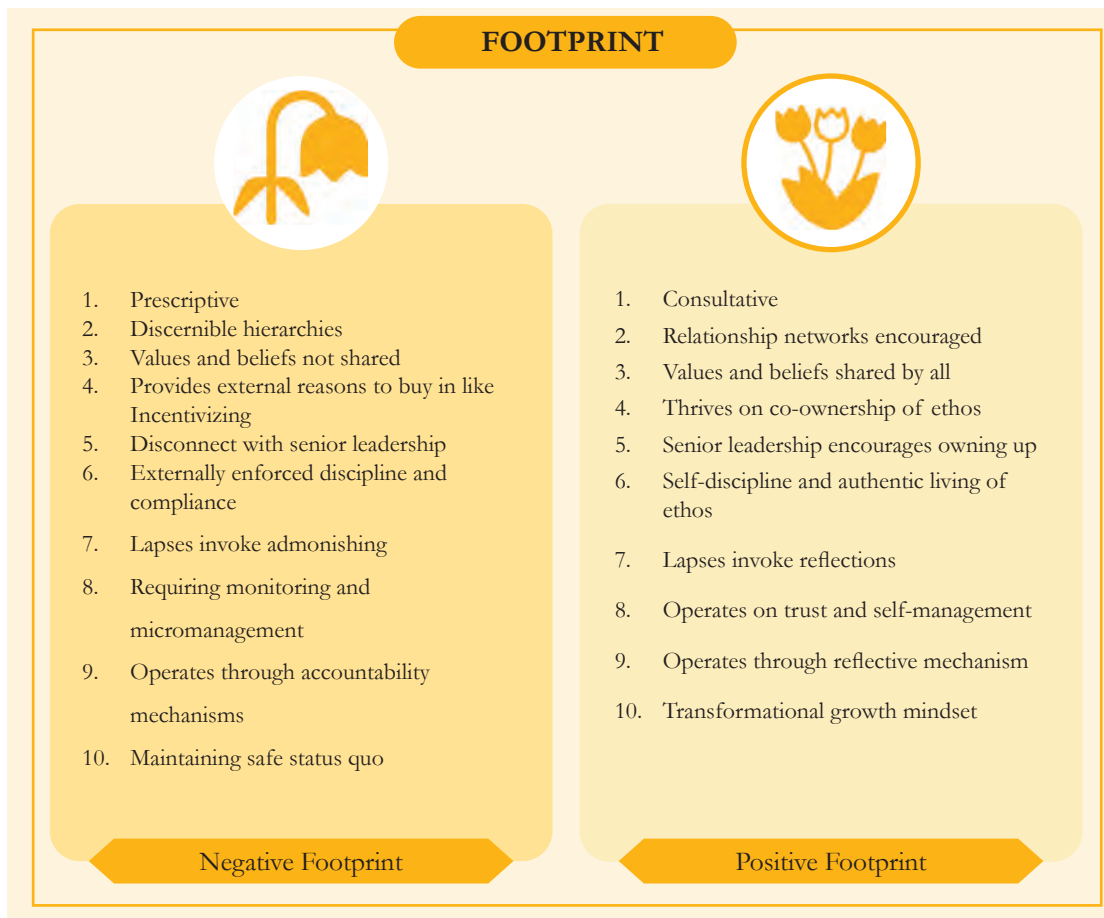 FOOTPRINT
1. Prescriptive
2. Discernible hierarchies
3. Values and beliefs not shared
4. Provides external reasons to buy in like
Incentivizing
5. Disconnect with senior leadership
6. Externally enforced discipline and
compliance
7. Lapses invoke admonishing
8. Requiring monitoring and
micromanagement
9. Operates through accountability
mechanisms
10. Maintaining safe status quo
Negative Footprint
1. Consultative
2. Relationship networks encouraged
3. Values and beliefs shared by all
4. Thrives on co-ownership of ethos
5. Senior leadership encourages owning up
6. Self-discipline and authentic living of
ethos
7. Lapses invoke reflections
8. Operates on trust and self-management
9. Operates through reflective mechanism
10. Transformational growth mindset
Positive Footprint